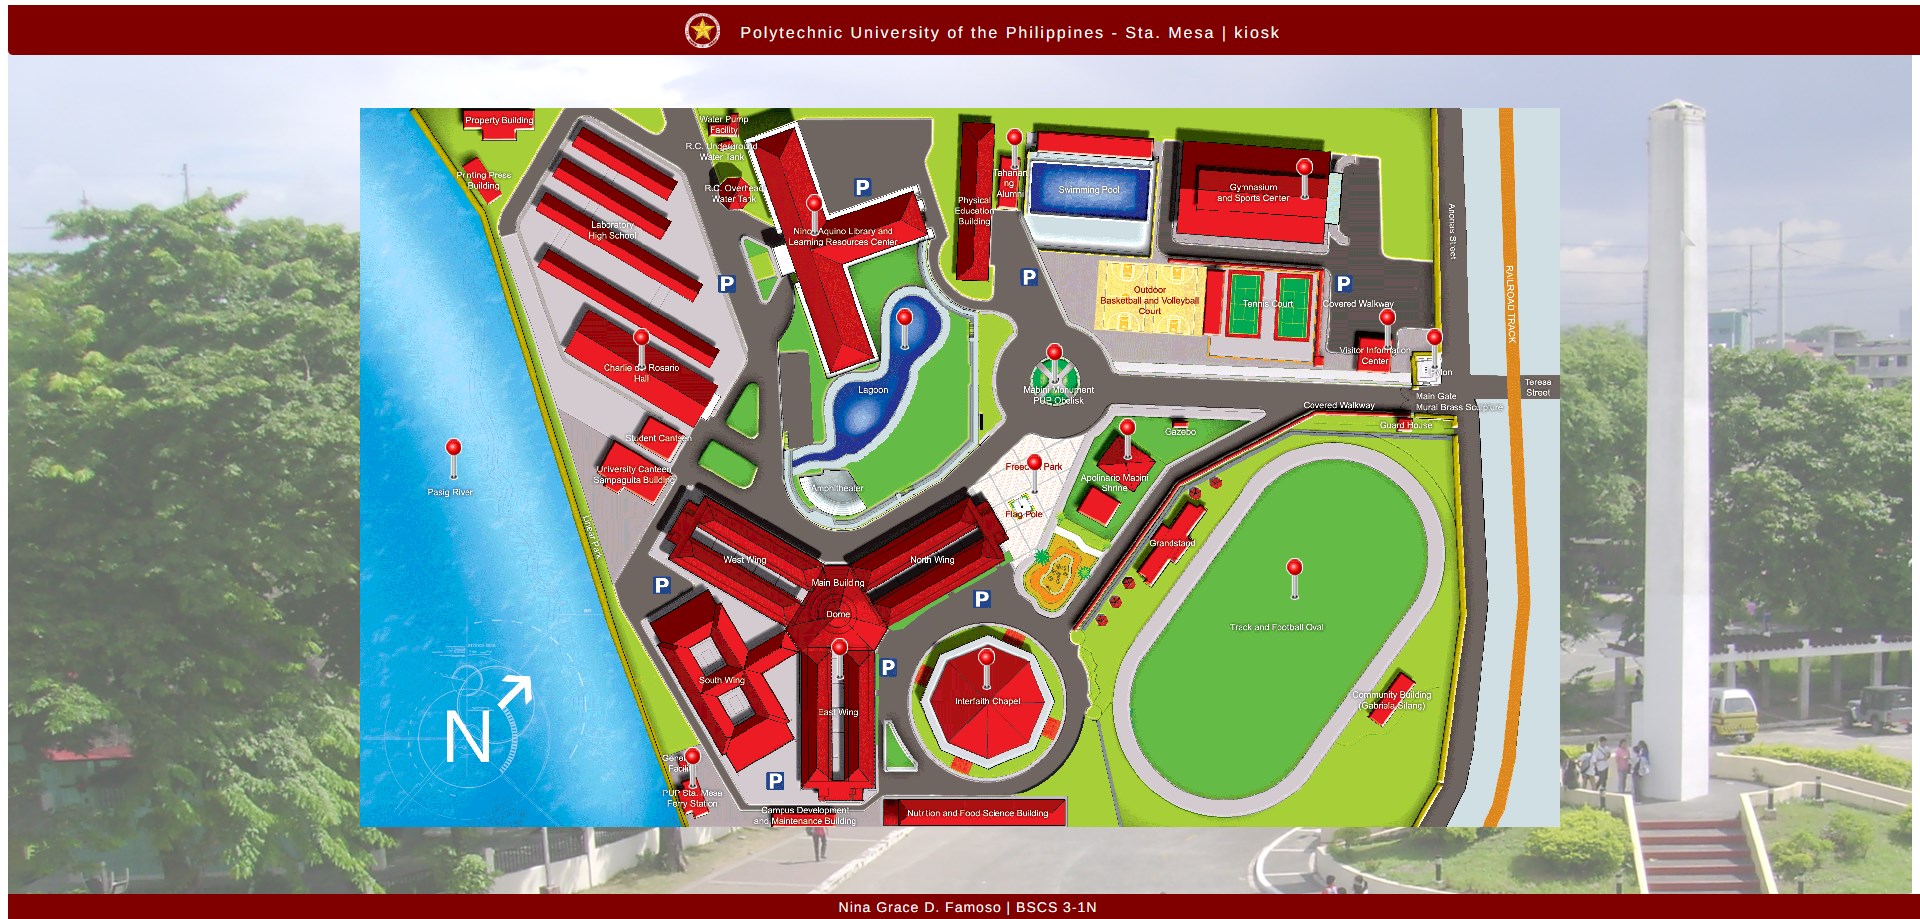 Polytechnic University of the Philippines - Sta. Mesa | kiosk
Property Building
Water Pump
Facility
R.C. Underground
Water Tank
Printing Press
Building
R.C. Overhead
Water Tank
P
Tahanan
ng
Alumni
Swimming Pool
Gymnasium
and Sports Center
Physical
Education
Building
Laboratory
High School
Aquino Library and
Learning Resources Center
Anonas Street
P
P
P
RAILROAD TRACK
Outdoor
Basketball and Volleyball
Court
Tennis Court
Covered Walkway
Visitor Information
Center
Charlie del Rosario
Hall
Lagoon
Mabini Monument
PUP Obelisk
Teresa
Street
Main Gate
Mural Brass Sculpture
Covered Walkway
Guard House
Gazebo
Student Canteen
University Canteen
Sampaguita Building
Freedom Park
Apolinario Mabini
Shrine
Pasig River
Amphitheater
Flag Pole
Linear Park
Grandstand
West Wing
North Wing
P
Main Building
P
Dome
Track and Football Oval
P
South Wing
East Wing
Interfaith Chapel
Community Building
(Gabriela Silang)
N
P
PUP Sta. Mesa
Ferry Station
Campus Development
and Maintenance Building
Nutrition and Food Science Building
Nina Grace D. Famoso | BSCS 3-1N